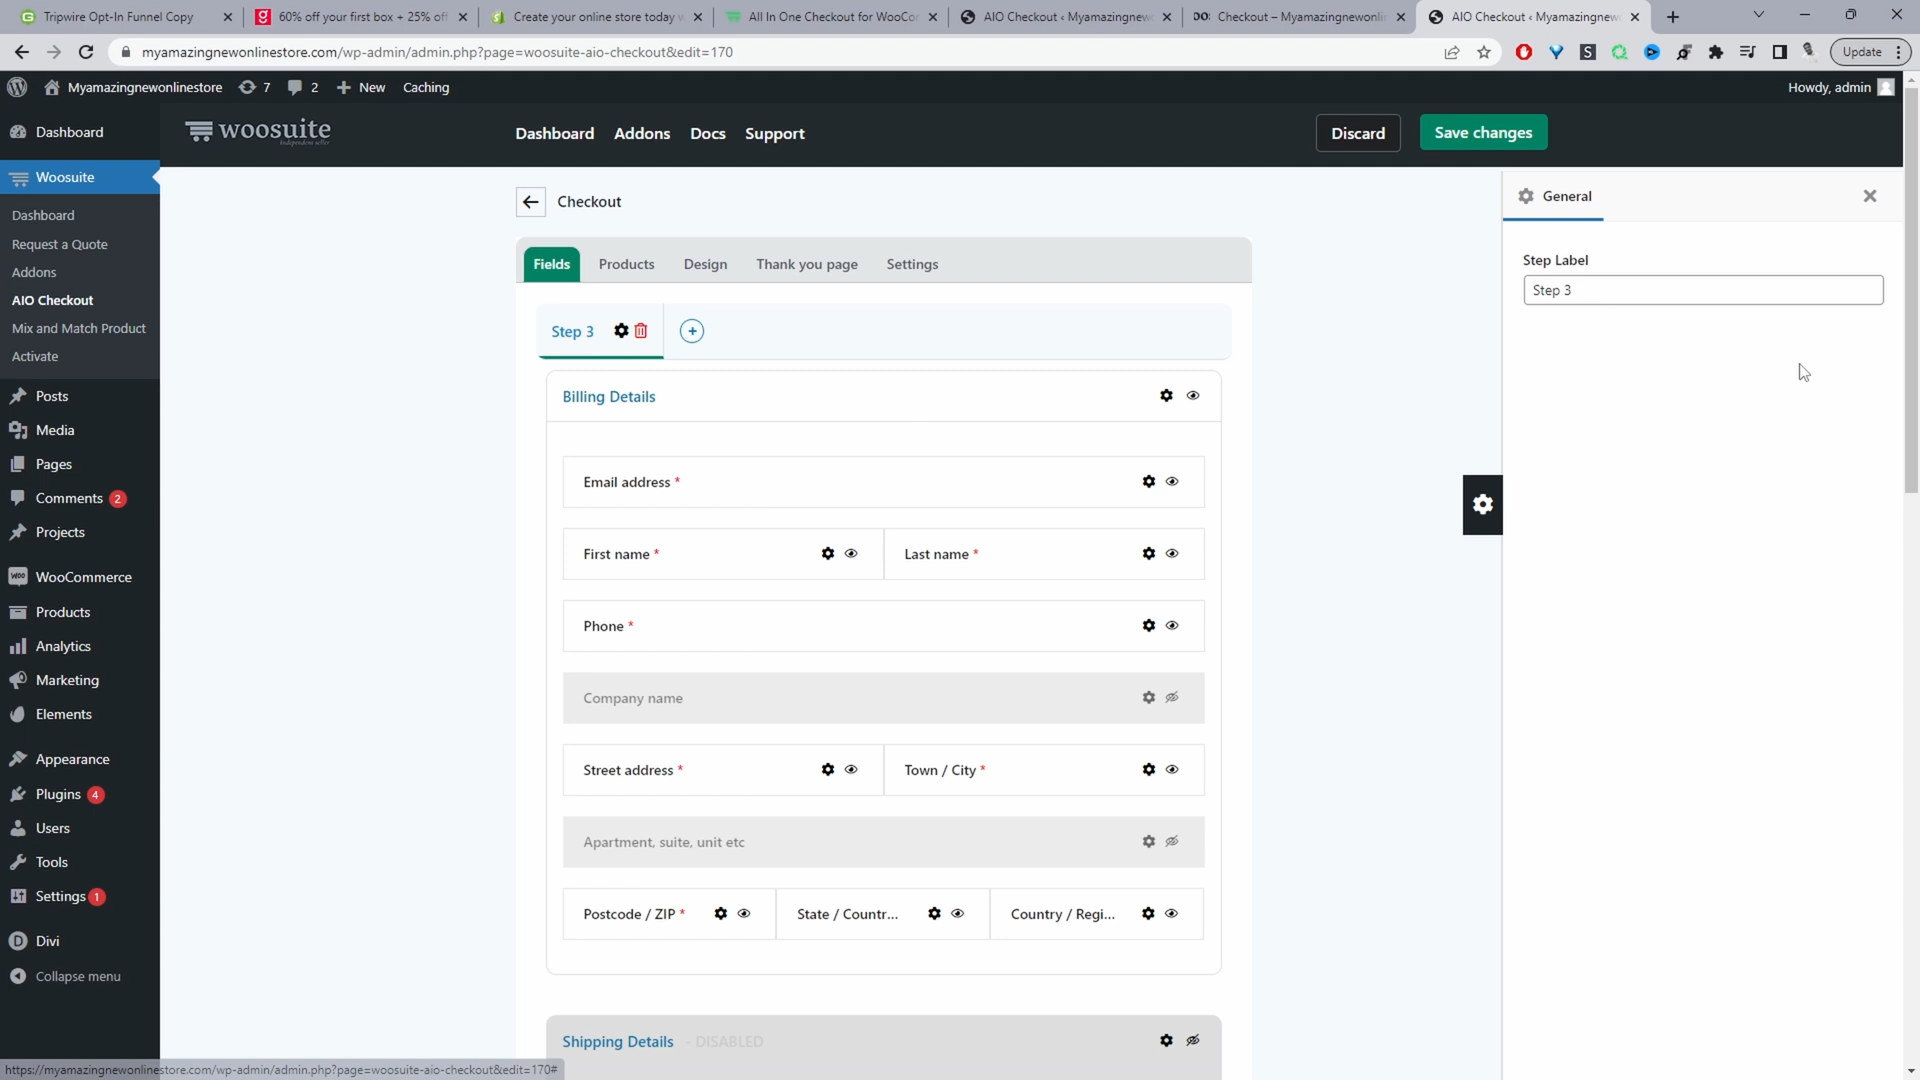 Tripwire Opt-In Funnel Copy
60% off your first box + 25% of
Create your online store today
All In One Checkout for WooCor
AIO Checkout ‹ Myamazingnew
Checkout – Myamazingnewonli
AIO Checkout ‹ Myamazingnew
myamazingnewonlinestore.com/wp-admin/admin.php?page=woosuite-aio-checkout&edit=170
Update
Myamazingnewonlinestore 7 2 New Caching
Howdy, admin
woosuite
Independent seller
Dashboard Addons Docs Support
Discard
Save changes
Dashboard
Woosuite
Dashboard
Request a Quote
Addons
AIO Checkout
Mix and Match Product
Activate
Posts
Media
Pages
Comments 2
Projects
WooCommerce
Products
Analytics
Marketing
Elements
Appearance
Plugins 4
Users
Tools
Settings 1
Divi
Collapse menu
Checkout
Fields Products Design Thank you page Settings
Step 3
Billing Details
Email address *
First name * Last name *
Phone *
Company name
Street address * Town / City *
Apartment, suite, unit etc
Postcode / ZIP * State / Countr... Country / Regi...
Shipping Details - DISABLED
General
Step Label
Step 3
https://myamazingnewonlinestore.com/wp-admin/admin.php?page=woosuite-aio-checkout&edit=170#